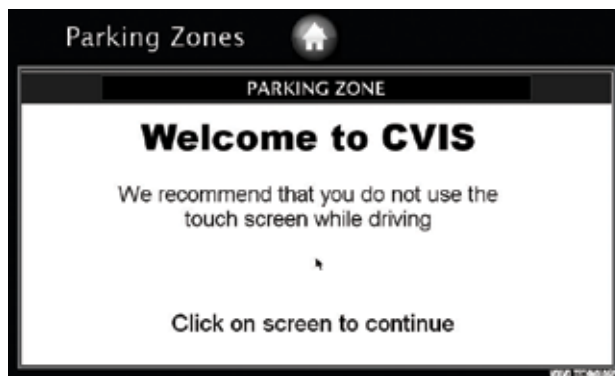 Parking Zones
PARKING ZONE
Welcome to CVIS
We recommend that you do not use the
touch screen while driving
Click on screen to continue